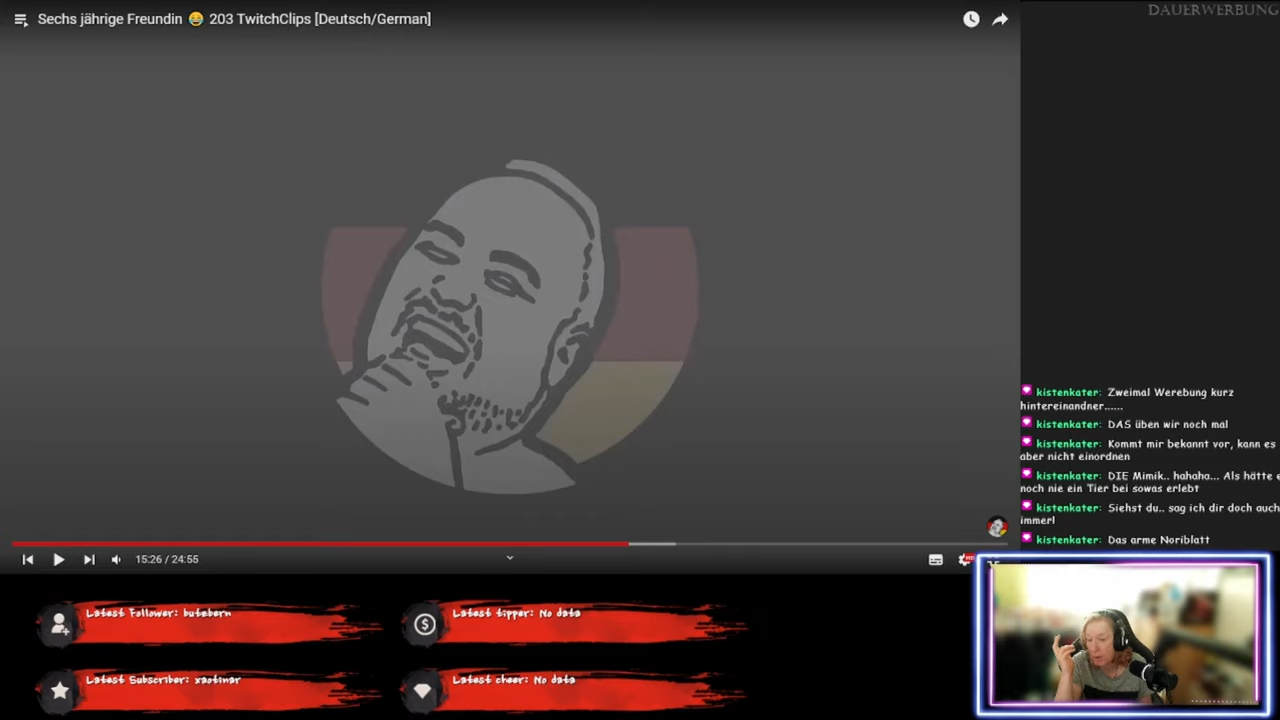 Sechs jährige Freundin 😂 203 TwitchClips [Deutsch/German]
DAUERWERBUNG
kistenkater: Zweimal Werebung kurz
hintereinandner......
kistenkater: DAS üben wir noch mal
kistenkater: Kommt mir bekannt vor, kann es
aber nicht einordnen
kistenkater: DIE Mimik.. hahaha... Als hätte e
noch nie ein Tier bei sowas erlebt
kistenkater: Siehst du.. sag ich dir doch auch
immer!
kistenkater: Das arme Noriblatt
15:26 / 24:55
Latest Follower: butebern
Latest tipper: No data
Latest Subscriber: xaotinar
Latest cheer: No data